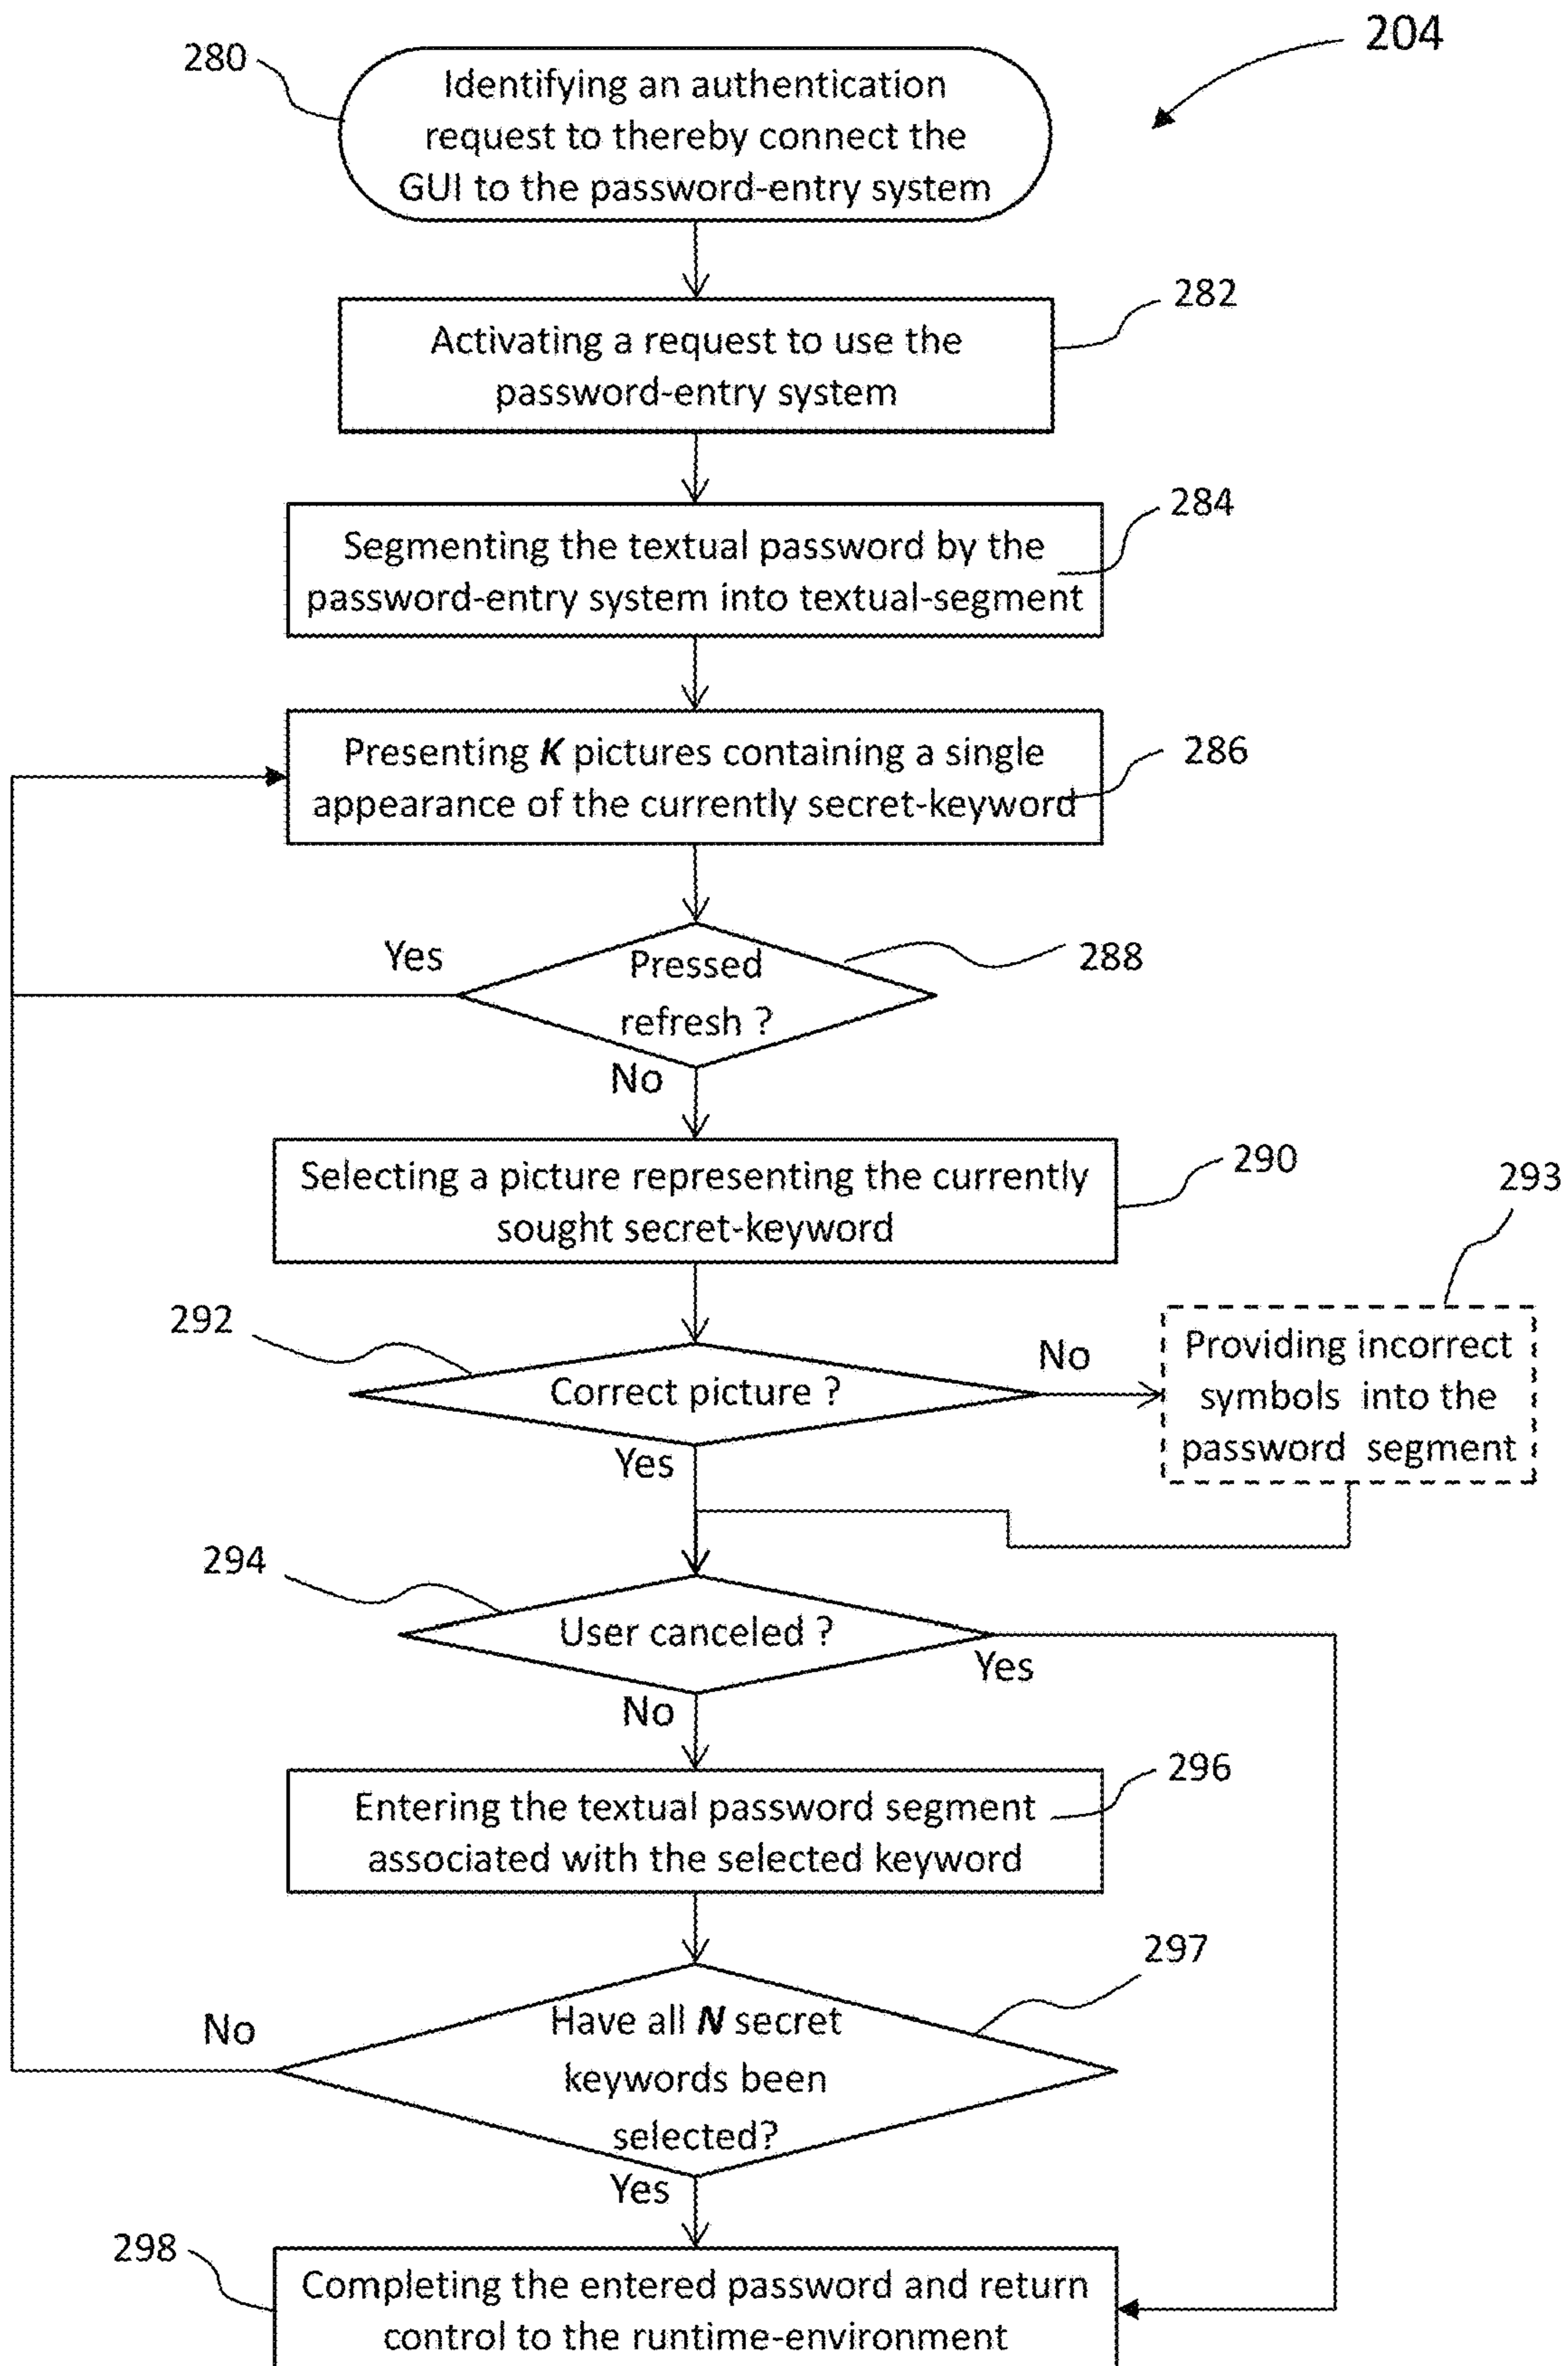 204
280
Identifying an authentication
request to thereby connect the
GUI to the password-entry system
282
Activating a request to use the
password-entry system
284
Segmenting the textual password by the
password-entry system into textual-segment
286
Presenting K pictures containing a single
appearance of the currently secret-keyword
Yes
288
Pressed
refresh ?
No
290
Selecting a picture representing the currently
sought secret-keyword
293
292
Correct picture ?
No
Providing incorrect
symbols into the
password segment
Yes
294
User canceled ?
Yes
No
296
Entering the textual password segment
associated with the selected keyword
297
No
Have all N secret
keywords been
selected?
Yes
298
Completing the entered password and return
control to the runtime-environment